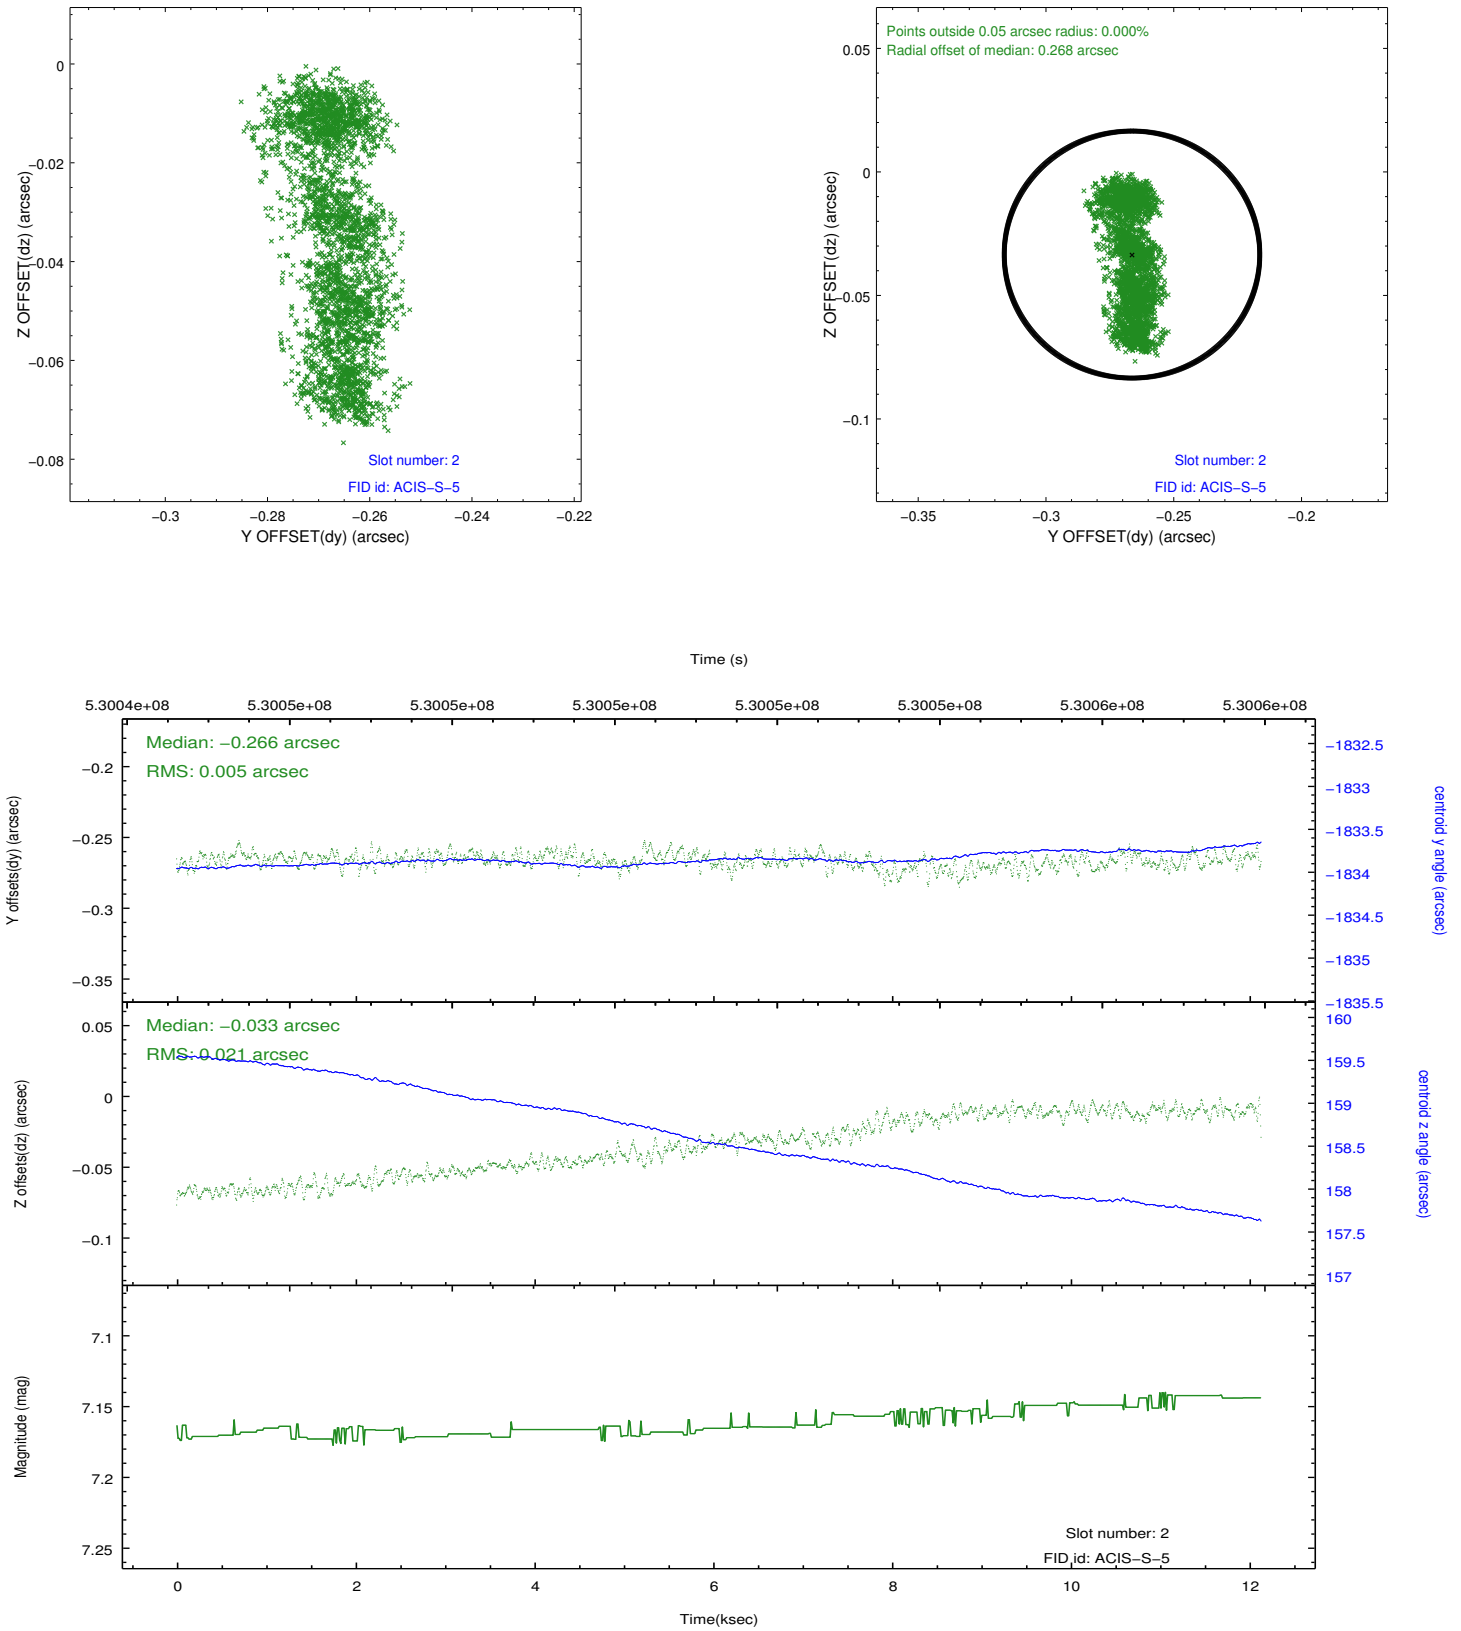 0
−0.02
−0.04
−0.06
−0.08
Z OFFSET(dz) (arcsec)
Slot number: 2
FID id: ACIS−S−5
−0.3
−0.28
−0.26
−0.24
−0.22
Y OFFSET(dy) (arcsec)
Points outside 0.05 arcsec radius: 0.000%
Radial offset of median: 0.268 arcsec
0.05
0
−0.05
−0.1
Z OFFSET(dz) (arcsec)
Slot number: 2
FID id: ACIS−S−5
−0.35
−0.3
−0.25
−0.2
Y OFFSET(dy) (arcsec)
Time (s)
5.3004e+08
5.3005e+08
5.3005e+08
5.3005e+08
5.3005e+08
5.3005e+08
5.3006e+08
5.3006e+08
Median: −0.266 arcsec
RMS: 0.005 arcsec
−0.2
−0.25
−0.3
−0.35
Y offsets(dy) (arcsec)
−1832.5
−1833
−1833.5
−1834
−1834.5
−1835
−1835.5
centroid y angle (arcsec)
Median: −0.033 arcsec
RMS: 0.021 arcsec
0.05
0
−0.05
−0.1
Z offsets(dz) (arcsec)
160
159.5
159
158.5
158
157.5
157
centroid z angle (arcsec)
7.1
7.15
7.2
7.25
Magnitude (mag)
Slot number: 2
FID id: ACIS−S−5
0
2
4
6
8
10
12
Time(ksec)